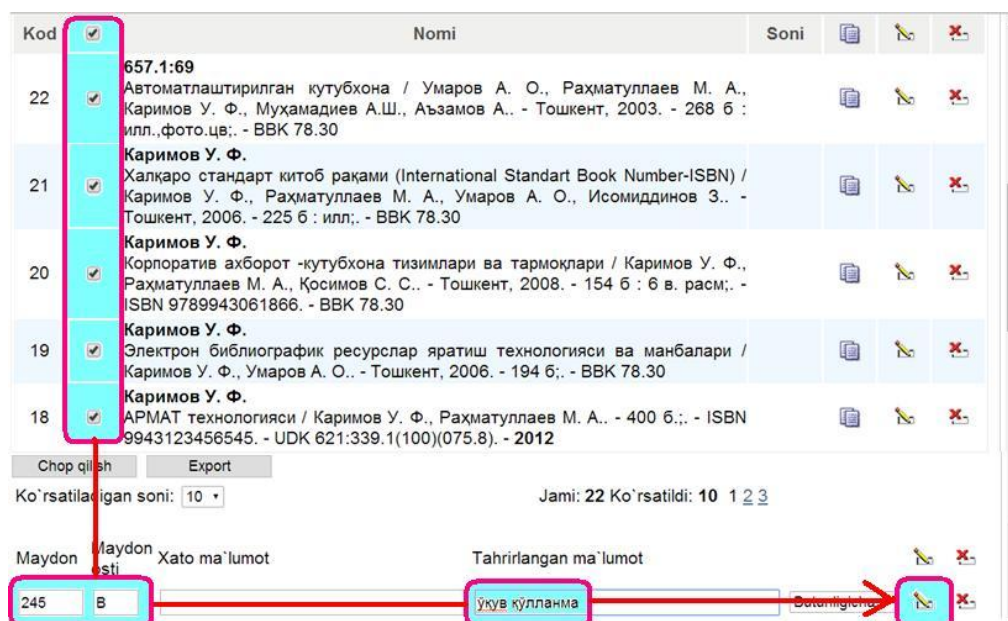 Kod Nomi Soni
657.1:69
22 Автоматлаштирилган кутубхона / Умаров А. О., Раҳматуллаев М. А.,
Каримов У. Ф., Муҳамадиев А.Ш., Аъзамов А.. - Тошкент, 2003. - 268 б :
илл.,фото.цв;. - BBK 78.30
Каримов У. Ф.
21 Халқаро стандарт китоб рақами (International Standart Book Number-ISBN) /
Каримов У. Ф., Раҳматуллаев М. А., Умаров А. О., Исомиддинов З.. -
Тошкент, 2006. - 225 б : илл;. - BBK 78.30
Каримов У. Ф.
20 Корпоратив ахборот -кутубхона тизимлари ва тармоқлари / Каримов У. Ф.,
Раҳматуллаев М. А., Қосимов С. С.. - Тошкент, 2008. - 154 б : 6 в. расм;. -
ISBN 9789943061866. - BBK 78.30
Каримов У. Ф.
19 Электрон библиографик ресурслар яратиш технологияси ва манбалари /
Каримов У. Ф., Умаров А. О.. - Тошкент, 2006. - 194 б;. - BBK 78.30
Каримов У. Ф.
18 АРМАТ технологияси / Каримов У. Ф., Раҳматуллаев М. А.. - 400 б.;. - ISBN
9943123456545. - UDK 621:339.1(100)(075.8). - 2012
Chop qilish Export
Ko`rsatiladigan soni: 10 Jami: 22 Ko`rsatildi: 10 1 2 3
Maydon Maydon osti Xato ma`lumot Tahrirlangan ma`lumot
245 B ўқув қўлланма Butunligicha